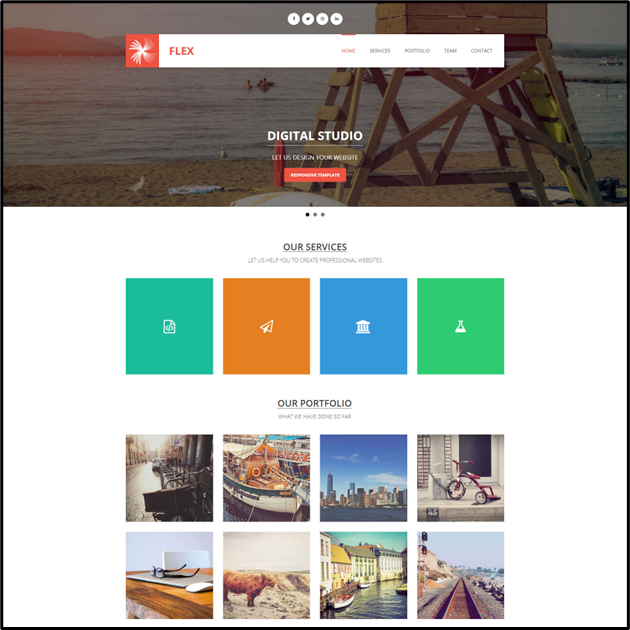 FLEX
HOME SERVICES PORTFOLIO TEAM CONTACT
DIGITAL STUDIO
LET US DESIGN YOUR WEBSITE
RESPONSIVE TEMPLATE
OUR SERVICES
LET US HELP YOU TO CREATE PROFESSIONAL WEBSITES
OUR PORTFOLIO
WHAT WE HAVE DONE SO FAR
45